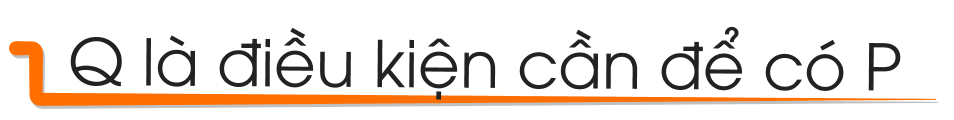 Q là điều kiện cần để có P